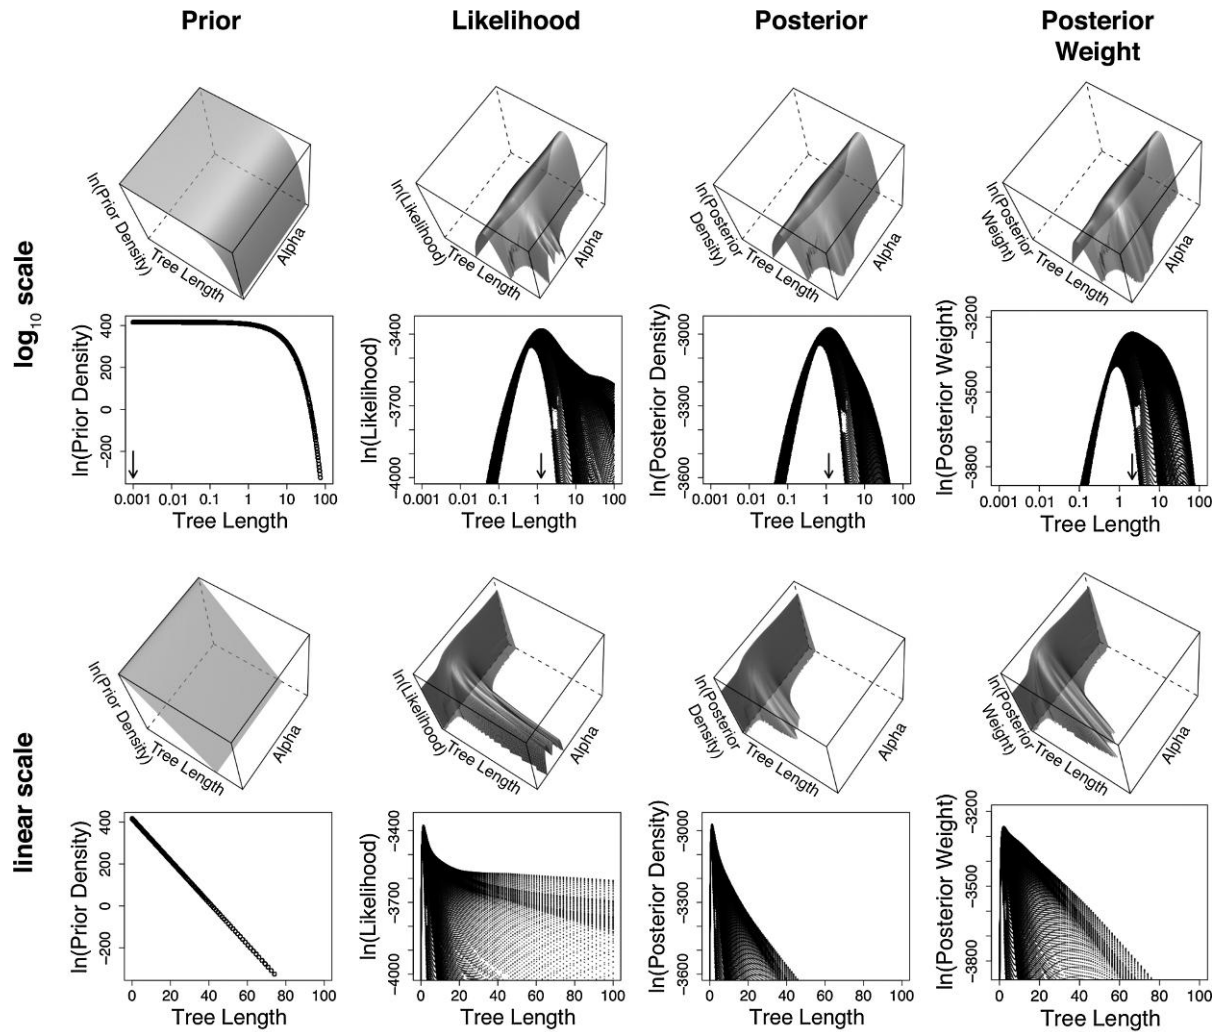 Prior
Likelihood
Posterior
Posterior
Weight
log10 scale
ln(Prior
Density)
Tree Length
Alpha
ln(Likelihood)
Tree Length
Alpha
ln(Posterior
Density)
Tree Length
Alpha
ln(Posterior
Weight)
Tree Length
Alpha
ln(Prior Density)
400
200
0
−200
0.001 0.1 1 10 100
Tree Length
ln(Likelihood)
−3400
−3700
−4000
0.001 0.01 0.1 1 10 100
Tree Length
ln(Posterior Density)
−3000
−3300
−3600
0.001 0.01 0.1 1 10 100
Tree Length
ln(Posterior Weight)
−3200
−3500
−3800
0.001 0.01 0.1 1 10 100
Tree Length
linear scale
ln(Prior Density)
Tree Length
Alpha
ln(Likelihood)
Tree Length
Alpha
ln(Posterior
Density)
Tree Length
Alpha
ln(Posterior
Weight)
Tree Length
Alpha
ln(Prior Density)
400
200
0
−200
0 20 40 60 80 100
Tree Length
ln(Likelihood)
−3400
−3700
−4000
0 20 40 60 80 100
Tree Length
ln(Posterior Density)
−3000
−3300
−3600
0 20 40 60 80 100
Tree Length
ln(Posterior Weight)
−3200
−3500
−3800
0 20 40 60 80 100
Tree Length